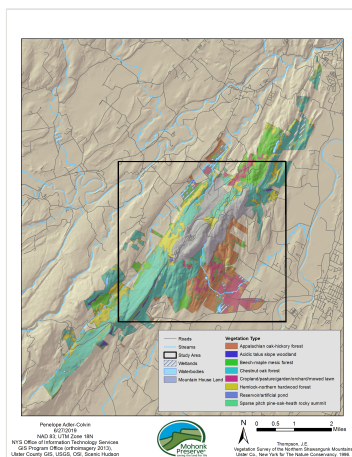 Roads
Streams
Study Area
Wetlands
Waterbodies
Mountain House Land
Vegetation Type
Appalachian oak-hickory forest
Acidic talus slope woodland
Beech-maple mesic forest
Chestnut oak forest
Cropland/pasture/garden/orchard/mowed lawn
Hemlock-northern hardwood forest
Reservoir/artificial pond
Sparse pitch pine-oak-heath rocky summit
Penelope Adler-Colvin
6/27/2019
NAD 83; UTM Zone 18N
NYS Office of Information Technology Services
GIS Program Office (orthoimagery 2013),
Ulster County GIS, USGS, OSI, Scenic Hudson
Mohonk
Preserve
N
0 0.5 1 2
Miles
Thompson, J.E.
Vegetation Survey of the Northern Shawangunk Mountains
Ulster Co., New York for The Nature Conservancy. 1996.